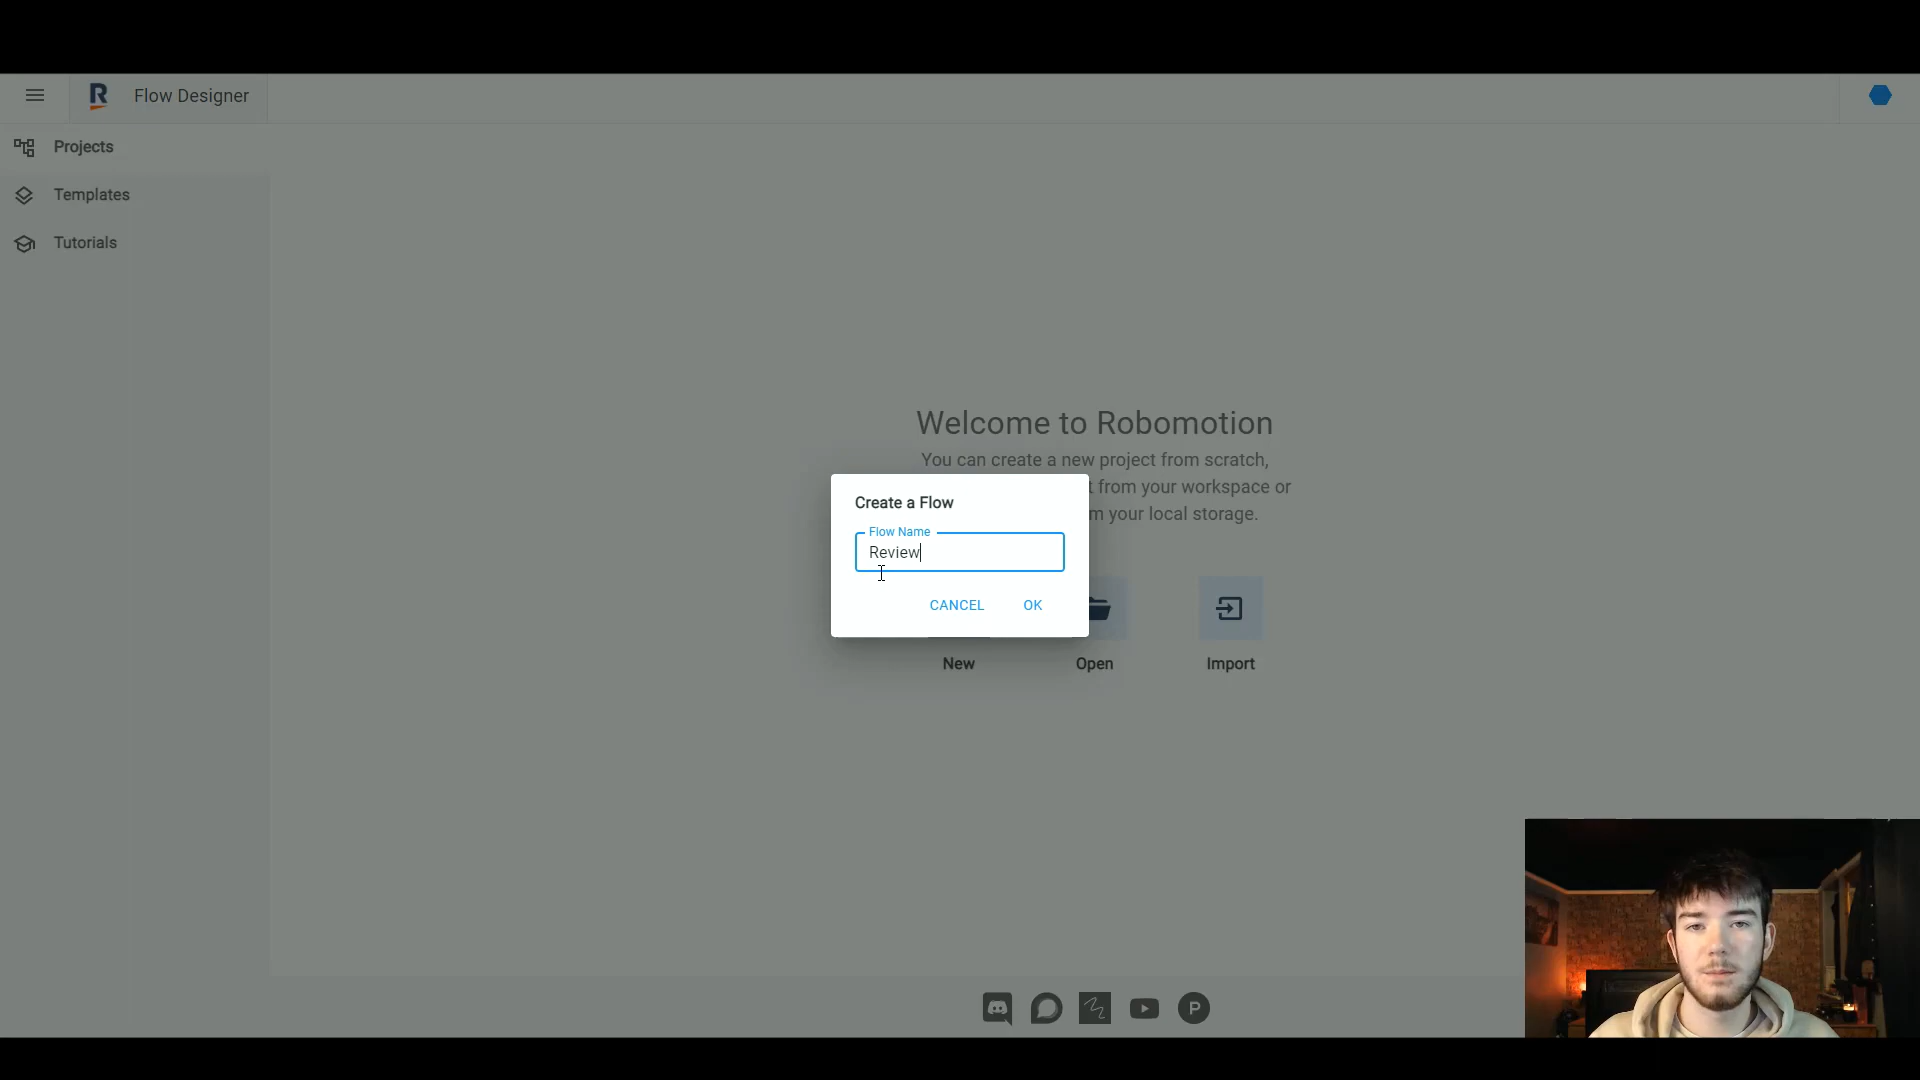 Flow Designer
Projects
Templates
Tutorials
Welcome to Robomotion
You can create a new project from scratch,
from your workspace or
m your local storage.
Create a Flow
Flow Name
Review
CANCEL
OK
New
Open
Import